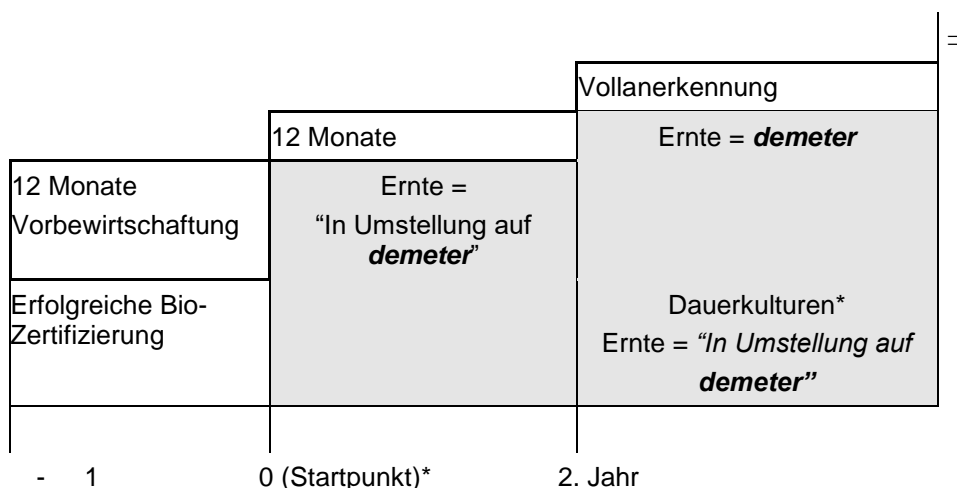 Vollanerkennung
12 Monate
Ernte = demeter
12 Monate
Vorbewirtschaftung
Ernte =
“In Umstellung auf
demeter”
Erfolgreiche Bio-
Zertifizierung
Dauerkulturen*
Ernte = “In Umstellung auf
demeter”
- 1 0 (Startpunkt)* 2. Jahr